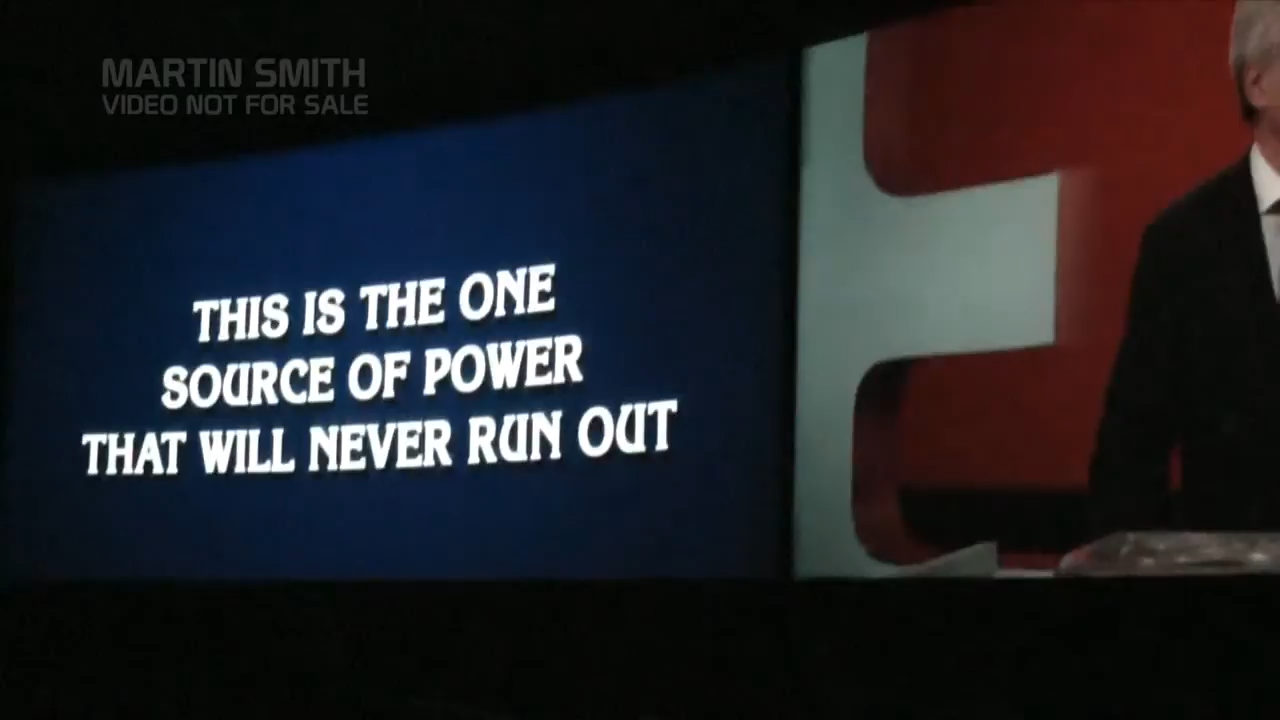 MARTIN SMITH
VIDEO NOT FOR SALE
THIS IS THE ONE
SOURCE OF POWER
THAT WILL NEVER RUN OUT